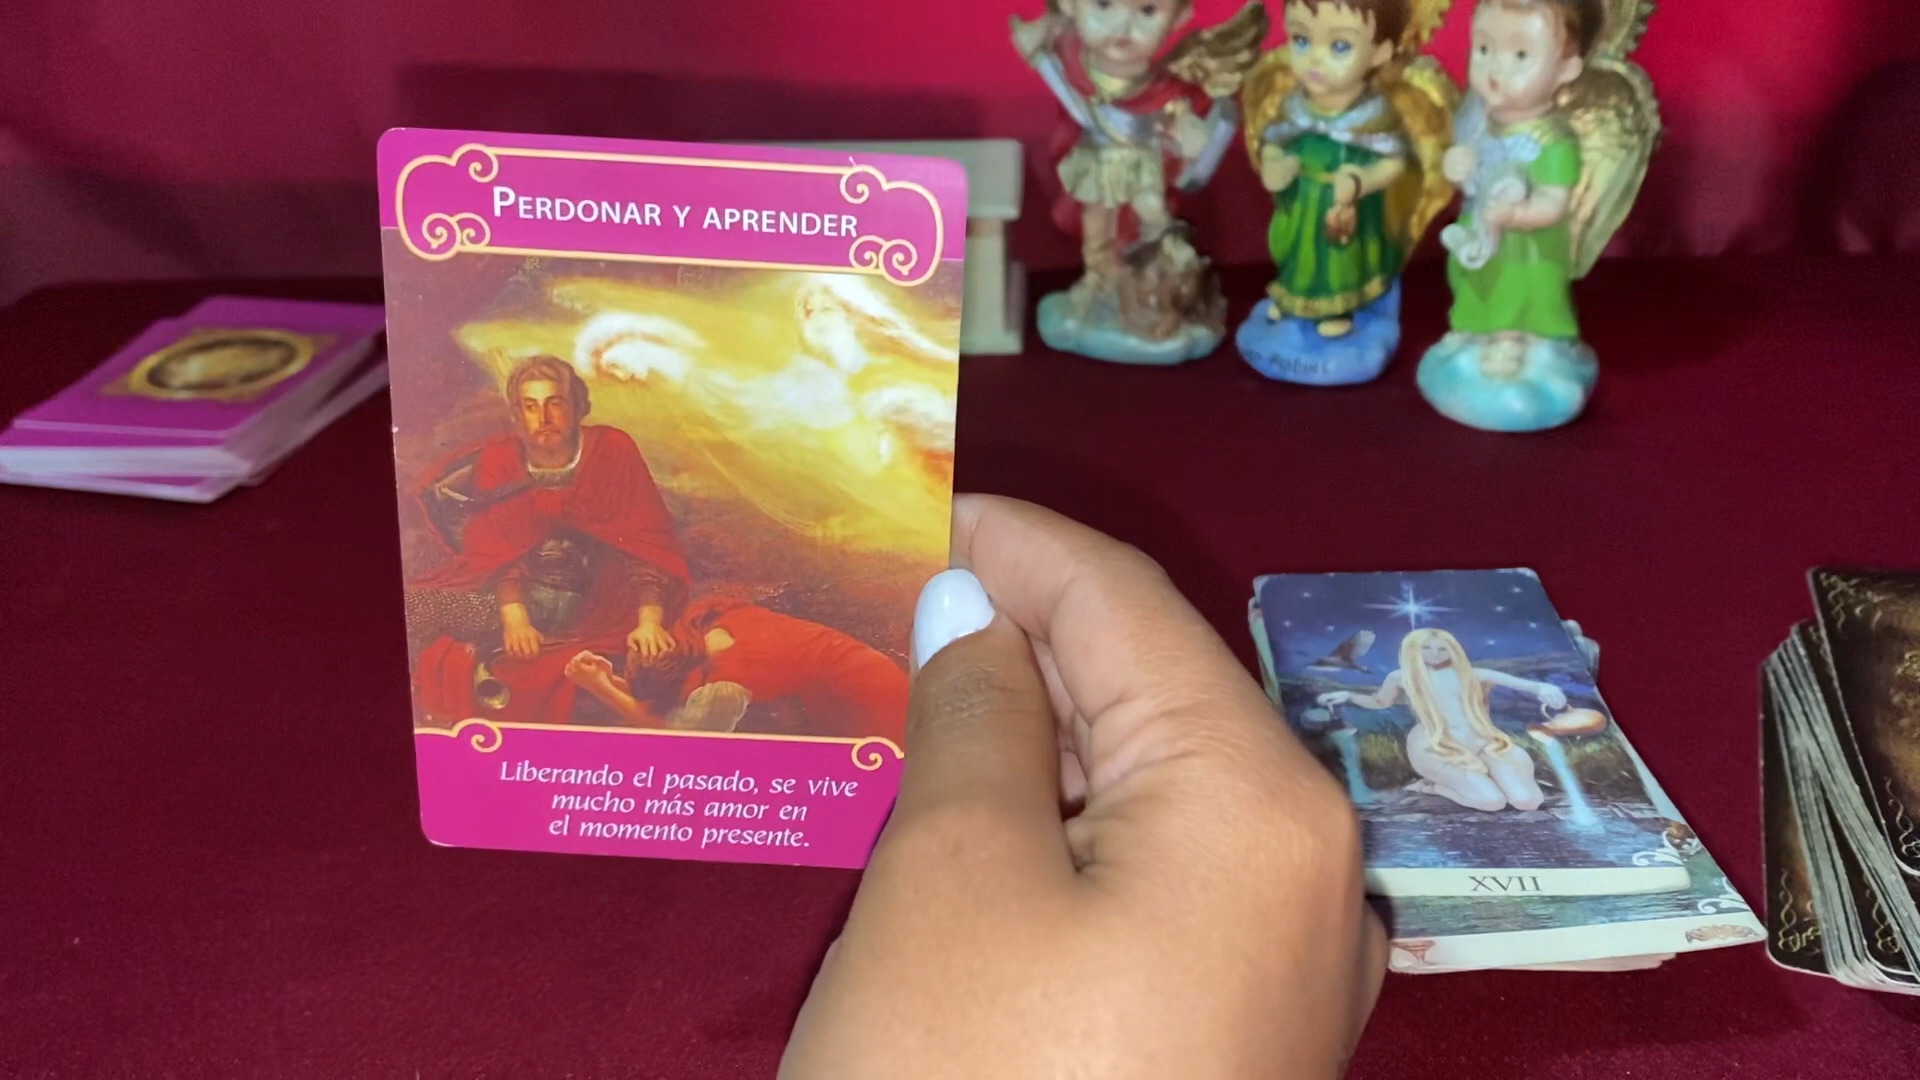 PERDONAR Y APRENDER
Liberando el pasado, se vive
mucho más amor en
el momento presente.
XVII